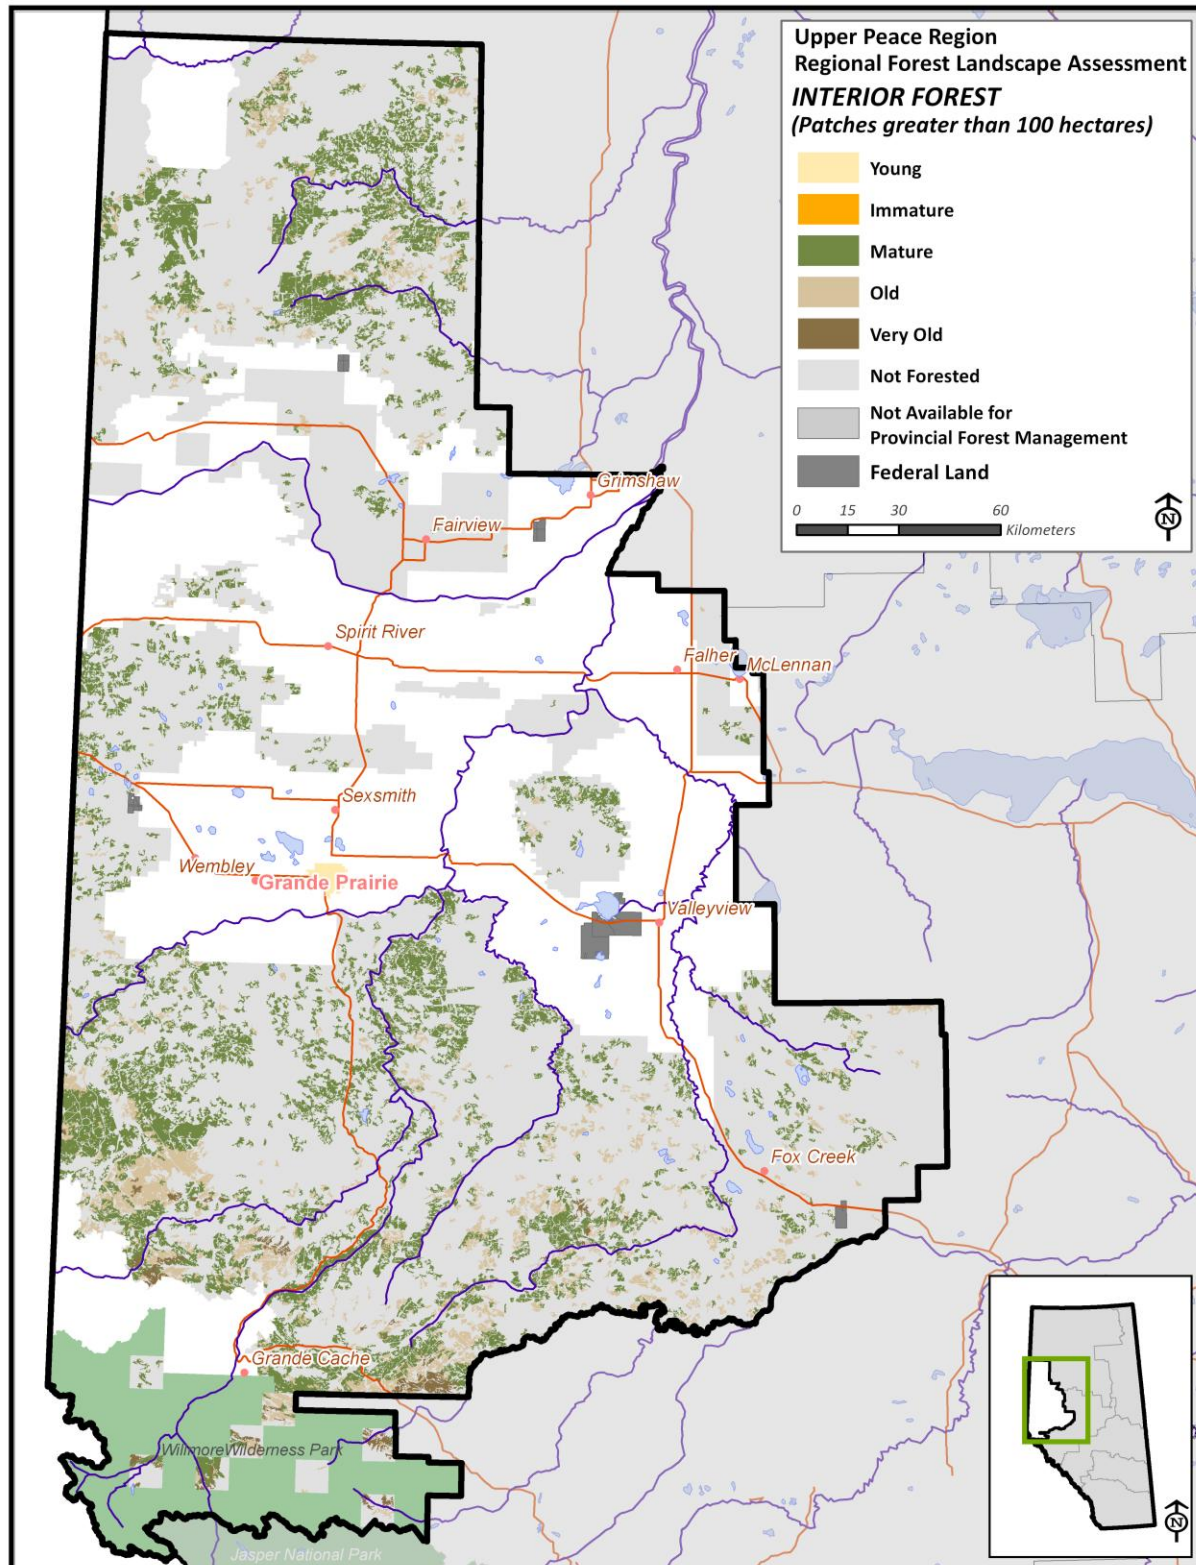 Upper Peace Region
Regional Forest Landscape Assessment
INTERIOR FOREST
(Patches greater than 100 hectares)
Young
Immature
Mature
Old
Very Old
Not Forested
Not Available for
Provincial Forest Management
Federal Land
0 15 30 60
Kilometers
N
Grimshaw
Fairview
Spirit River
Falher
McLennan
Sexsmith
Wembley
Grande Prairie
Valleyview
Fox Creek
Grande Cache
WillmoreWilderness Park
Jasper National Park
N